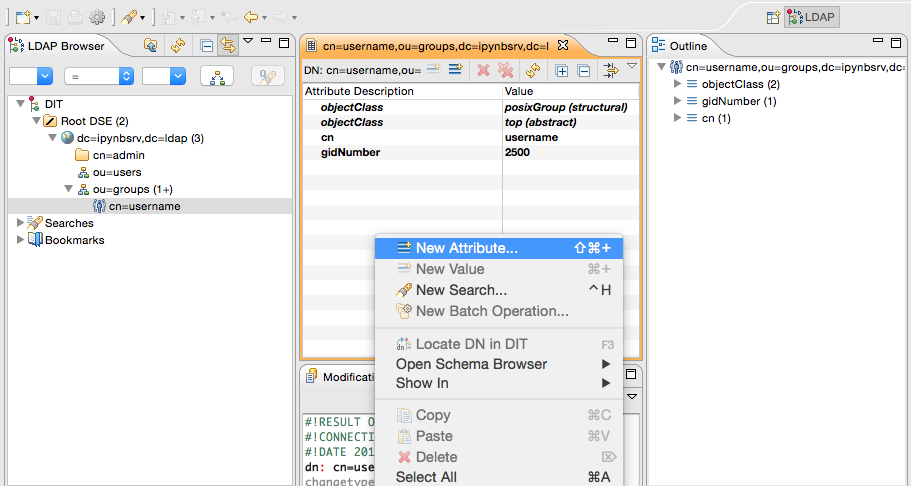 LDAP
LDAP Browser
=
DIT
Root DSE (2)
dc=ipynbsrv,dc=ldap (3)
cn=admin
ou=users
ou=groups (1+)
cn=username
Searches
Bookmarks
cn=username,ou=groups,dc=ipynbsrv,dc=l
DN: cn=username,ou=
Attribute Description Value
objectClass posixGroup (structural)
objectClass top (abstract)
cn username
gidNumber 2500
New Attribute... ⇧⌘+
New Value ⌘+
New Search... ^H
New Batch Operation...
Locate DN in DIT F3
Open Schema Browser
Show In
Copy ⌘C
Paste ⌘V
Delete ⌦
Select All ⌘A
Modificati
#!RESULT O
#!CONNECTI
#!DATE 201
dn: cn=use
changetype
Outline
cn=username,ou=groups,dc=ipynbsrv,dc=
objectClass (2)
gidNumber (1)
cn (1)